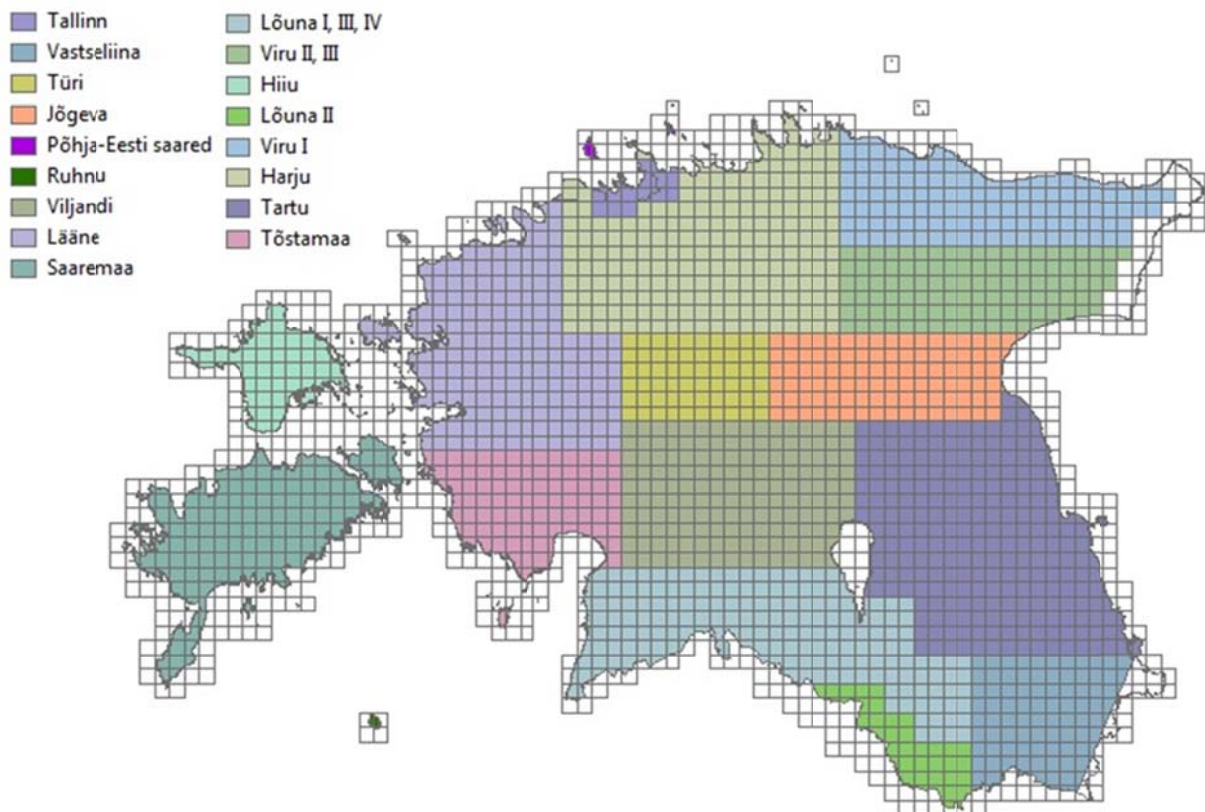 Tallinn
Vastseliina
Türi
Jõgeva
Põhja-Eesti saared
Ruhnu
Viljandi
Lääne
Saaremaa
Lõuna I, III, IV
Viru II, III
Hiiu
Lõuna II
Viru I
Harju
Tartu
Tõstamaa